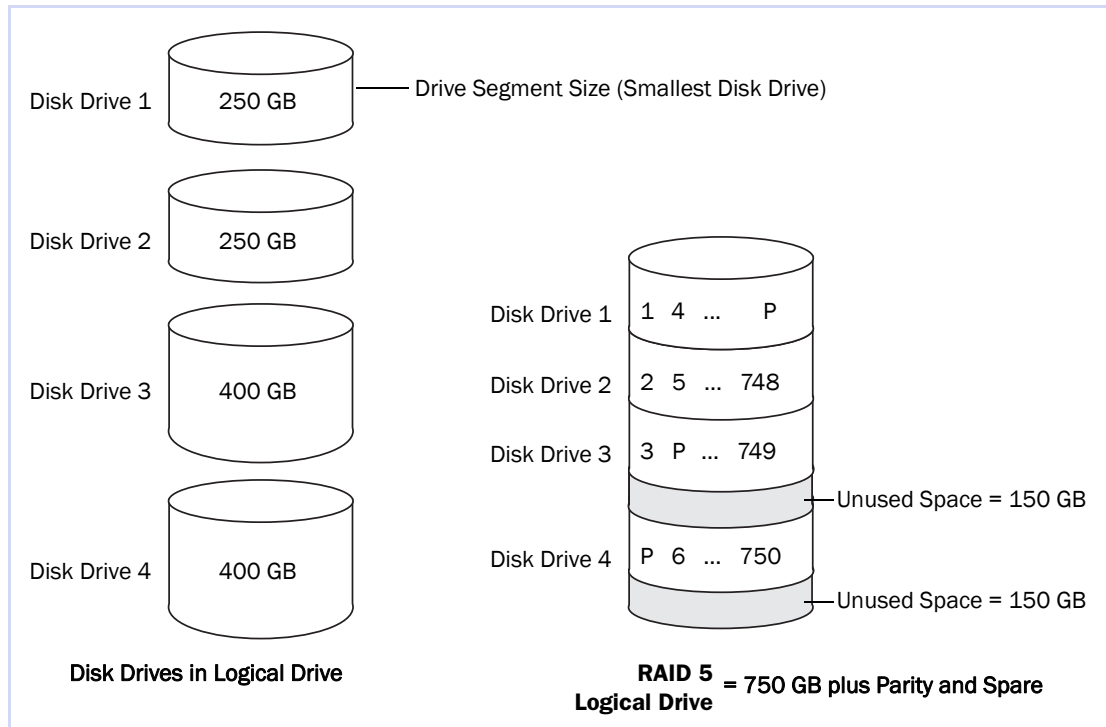 Disk Drive 1
250 GB
Drive Segment Size (Smallest Disk Drive)
Disk Drive 2
250 GB
Disk Drive 3
400 GB
Disk Drive 4
400 GB
Disk Drives in Logical Drive
Disk Drive 1
1 4 ... P
Disk Drive 2
2 5 ... 748
Disk Drive 3
3 P ... 749
Unused Space = 150 GB
Disk Drive 4
P 6 ... 750
Unused Space = 150 GB
RAID 5
Logical Drive
= 750 GB plus Parity and Spare